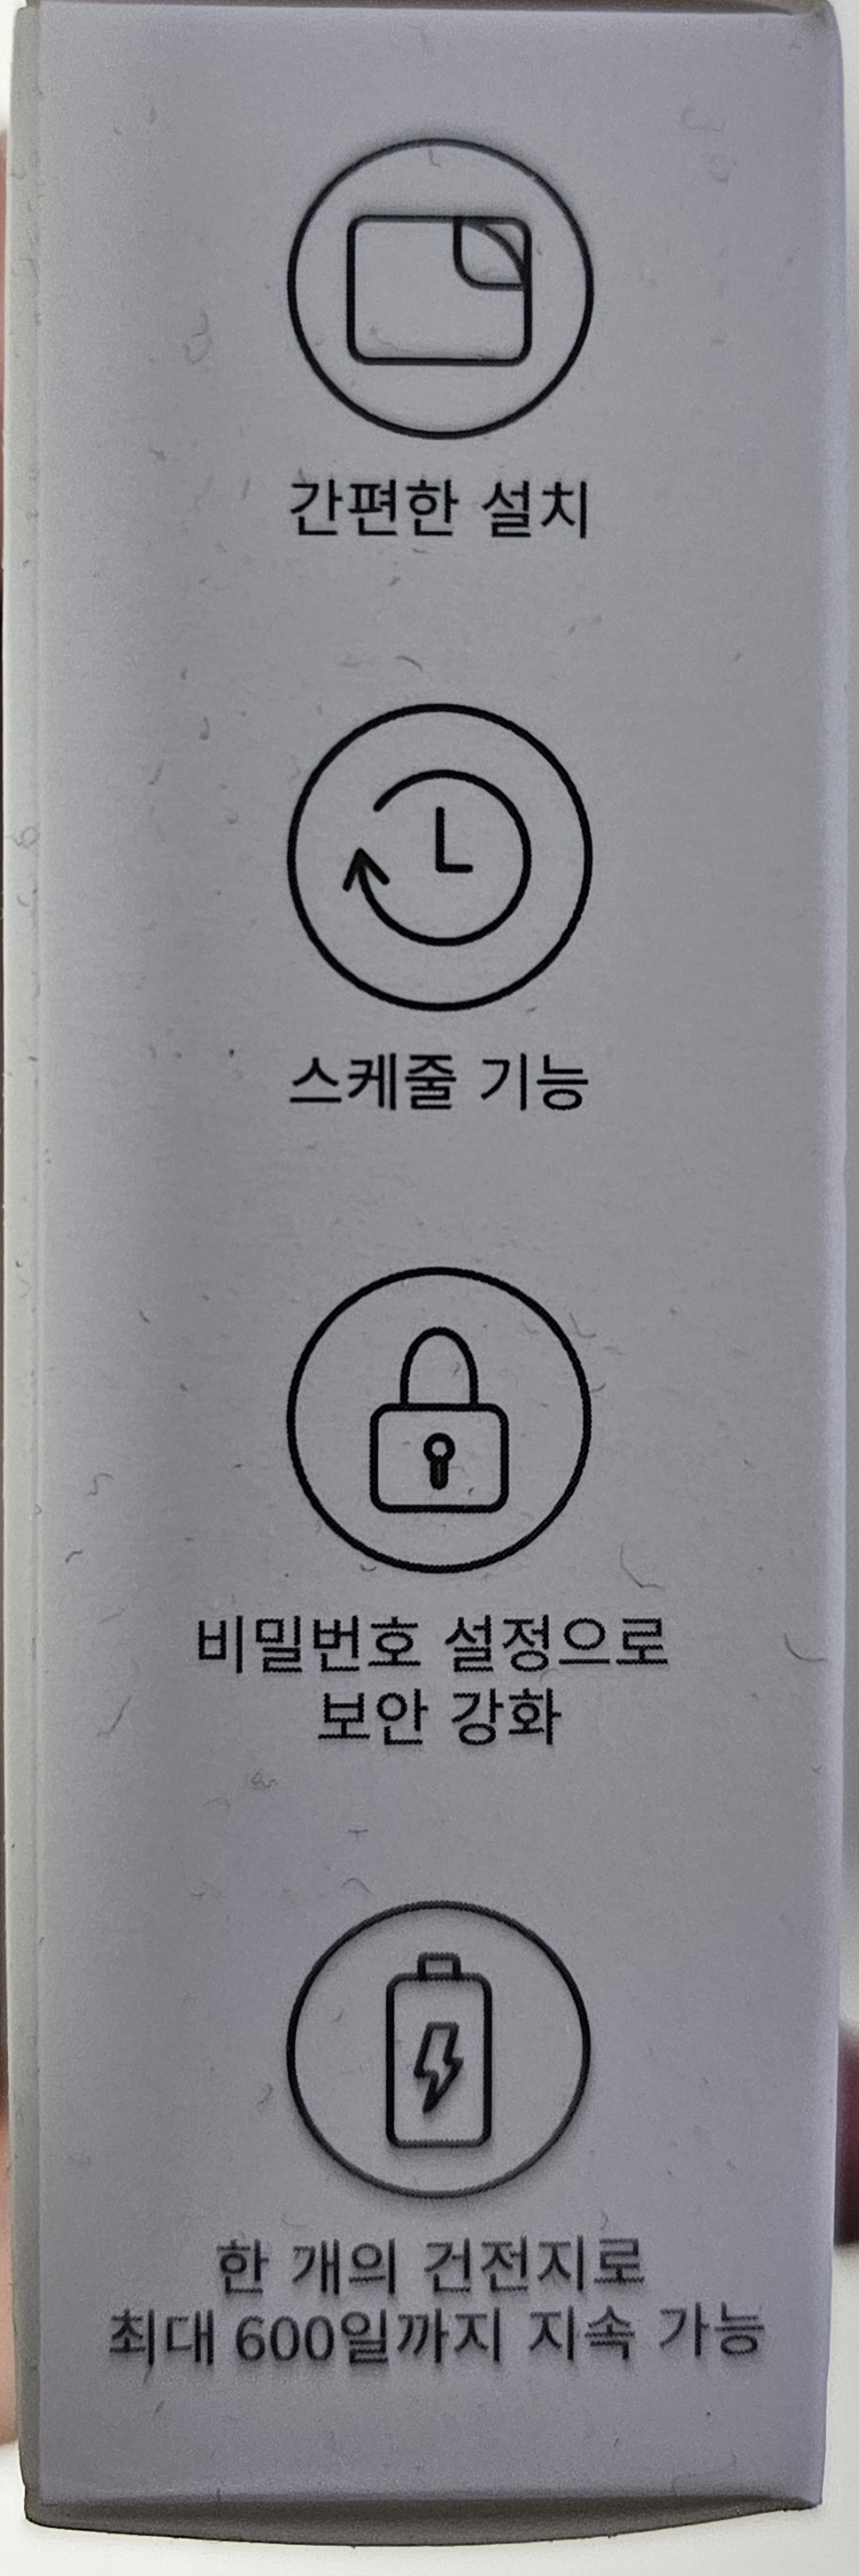 간편한 설치
스케줄 기능
비밀번호 설정으로
보안 강화
한 개의 건전지로
최대 600일까지 지속 가능